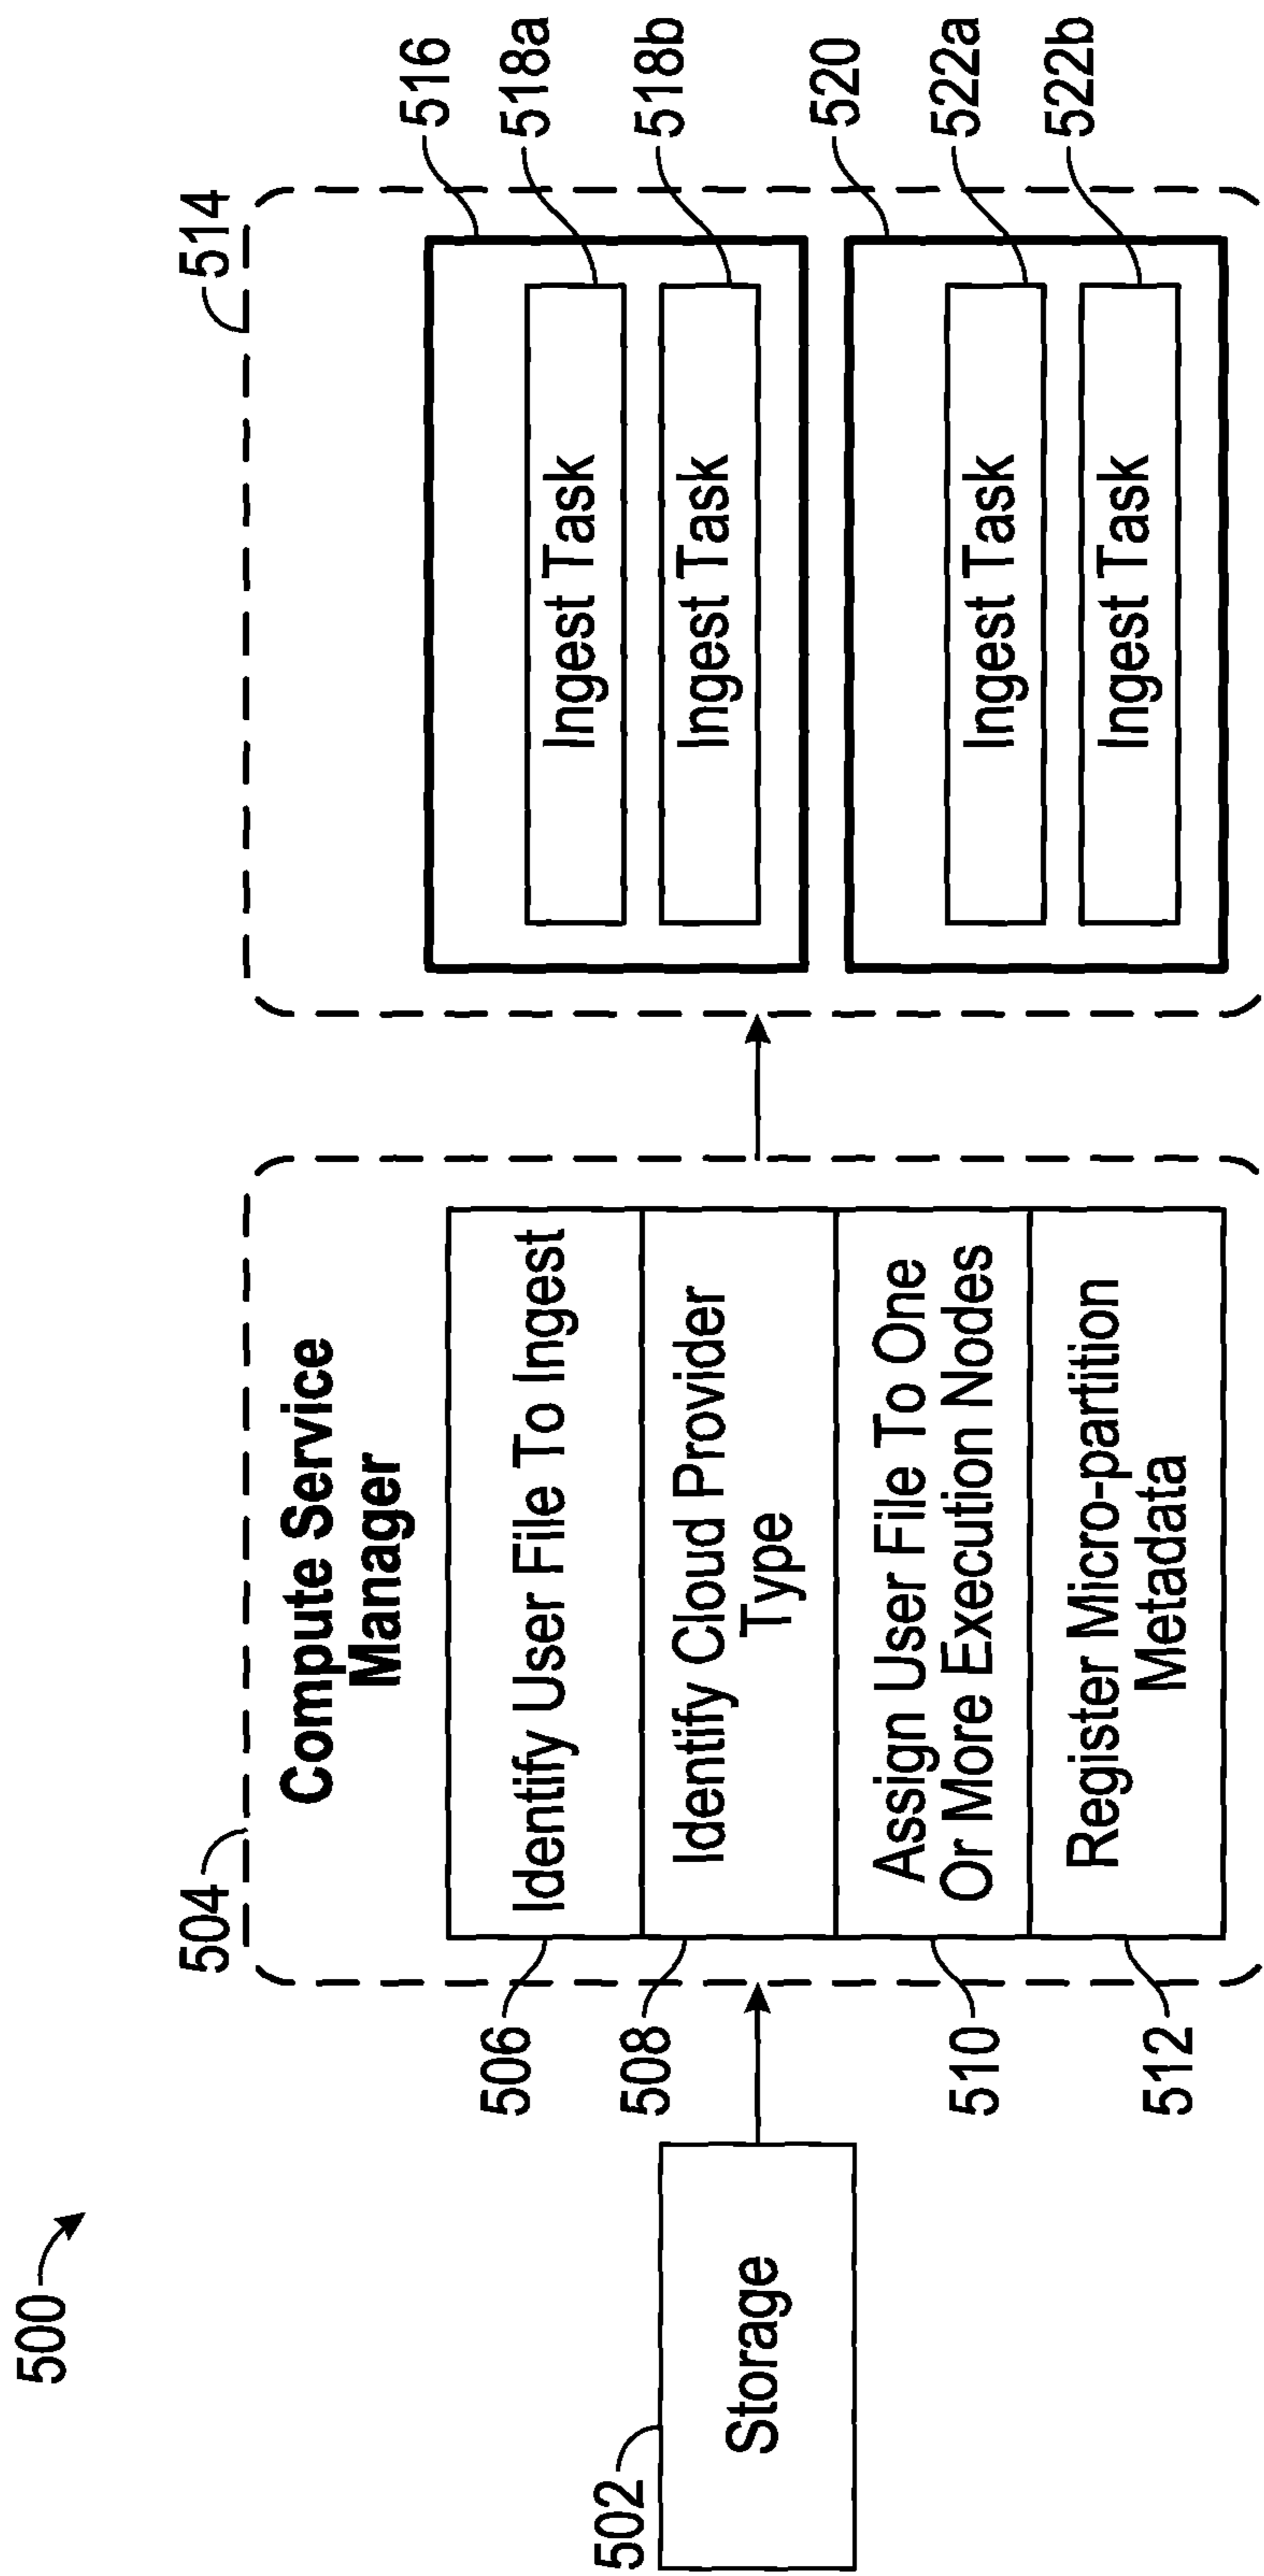 500
502
Storage
504
Compute Service
Manager
506
Identify User File To Ingest
508
Identify Cloud Provider
Type
510
Assign User File To One
Or More Execution Nodes
512
Register Micro-partition
Metadata
514
516
Ingest Task
518a
Ingest Task
518b
520
Ingest Task
522a
Ingest Task
522b